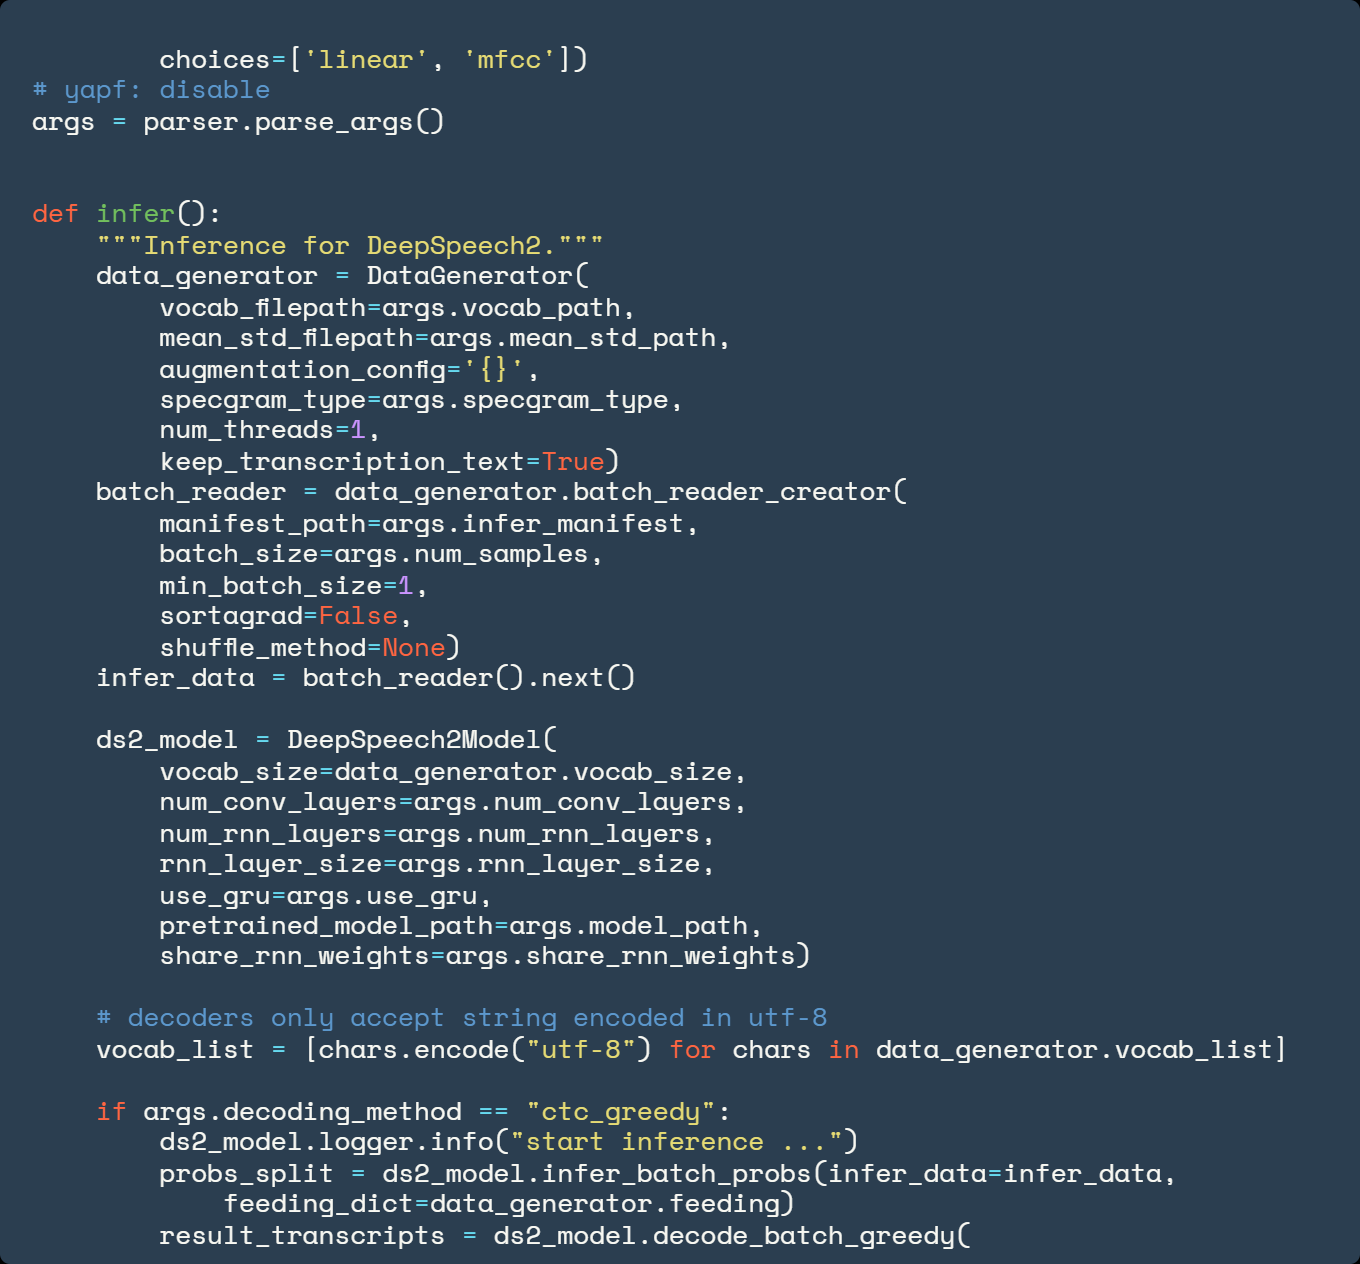 choices=['linear', 'mfcc'])
# yapf: disable
args = parser.parse_args()


def infer():
    """Inference for DeepSpeech2."""
    data_generator = DataGenerator(
        vocab_filepath=args.vocab_path,
        mean_std_filepath=args.mean_std_path,
        augmentation_config='{}',
        specgram_type=args.specgram_type,
        num_threads=1,
        keep_transcription_text=True)
    batch_reader = data_generator.batch_reader_creator(
        manifest_path=args.infer_manifest,
        batch_size=args.num_samples,
        min_batch_size=1,
        sortagrad=False,
        shuffle_method=None)
    infer_data = batch_reader().next()

    ds2_model = DeepSpeech2Model(
        vocab_size=data_generator.vocab_size,
        num_conv_layers=args.num_conv_layers,
        num_rnn_layers=args.num_rnn_layers,
        rnn_layer_size=args.rnn_layer_size,
        use_gru=args.use_gru,
        pretrained_model_path=args.model_path,
        share_rnn_weights=args.share_rnn_weights)

    # decoders only accept string encoded in utf-8
    vocab_list = [chars.encode("utf-8") for chars in data_generator.vocab_list]

    if args.decoding_method == "ctc_greedy":
        ds2_model.logger.info("start inference ...")
        probs_split = ds2_model.infer_batch_probs(infer_data=infer_data,
            feeding_dict=data_generator.feeding)
        result_transcripts = ds2_model.decode_batch_greedy(